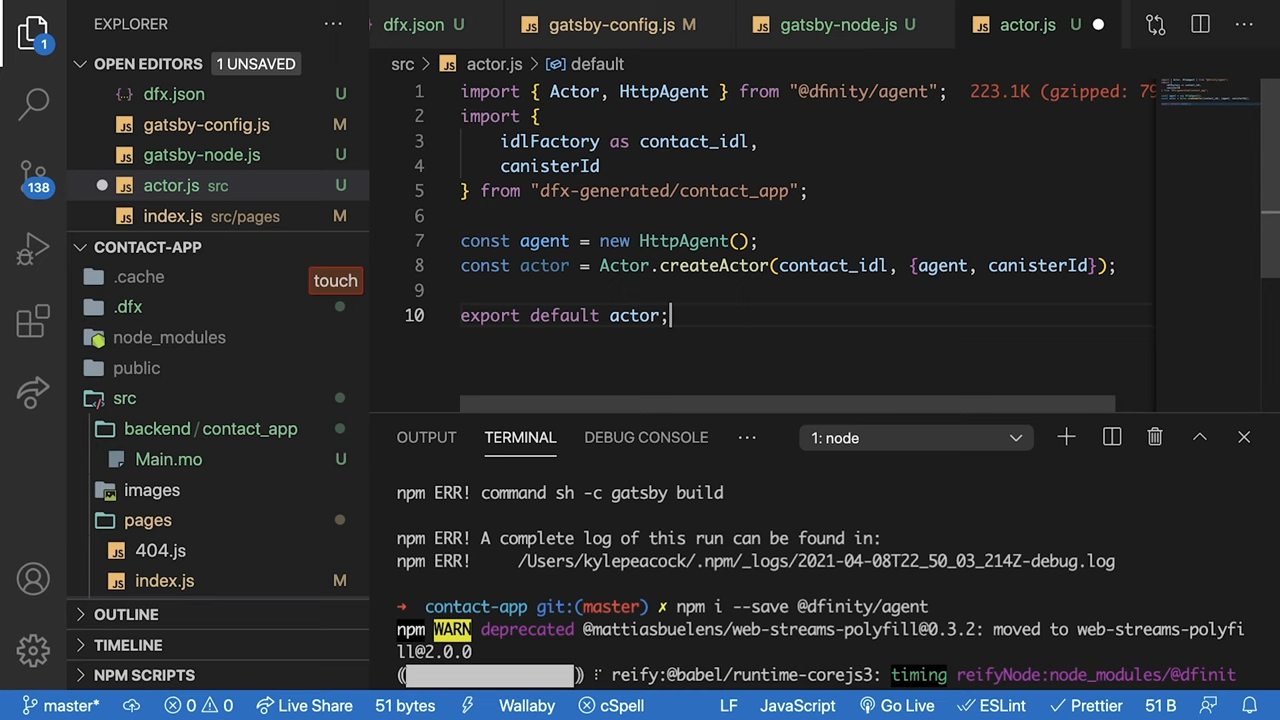 EXPLORER
OPEN EDITORS 1 UNSAVED
dfx.json U
gatsby-config.js M
gatsby-node.js U
actor.js src U
index.js src/pages M
CONTACT-APP
.cache
touch
.dfx
node_modules
public
src
backend / contact_app
Main.mo U
images
pages
404.js
index.js M
OUTLINE
TIMELINE
NPM SCRIPTS
1
138
dfx.json U
gatsby-config.js M
gatsby-node.js U
actor.js U
src > actor.js > default
1 import { Actor, HttpAgent } from "@dfinity/agent"; 223.1K (gzipped: 79
2 import {
3 idlFactory as contact_idl,
4 canisterId
5 } from "dfx-generated/contact_app";
6
7 const agent = new HttpAgent();
8 const actor = Actor.createActor(contact_idl, {agent, canisterId});
9
10 export default actor;
OUTPUT TERMINAL DEBUG CONSOLE ··· 1: node
npm ERR! command sh -c gatsby build
npm ERR! A complete log of this run can be found in:
npm ERR! /Users/kylepeacock/.npm/_logs/2021-04-08T22_50_03_214Z-debug.log
➜ contact-app git:(master) ✗ npm i --save @dfinity/agent
npm WARN deprecated @mattiasbuelens/web-streams-polyfill@0.3.2: moved to web-streams-polyfi
ll@2.0.0
( ) ⠸ reify:@babel/runtime-corejs3: timing reifyNode:node_modules/@dfinit
master* 0 0 Live Share 51 bytes Wallaby cSpell LF JavaScript Go Live ESLint Prettier 51 B